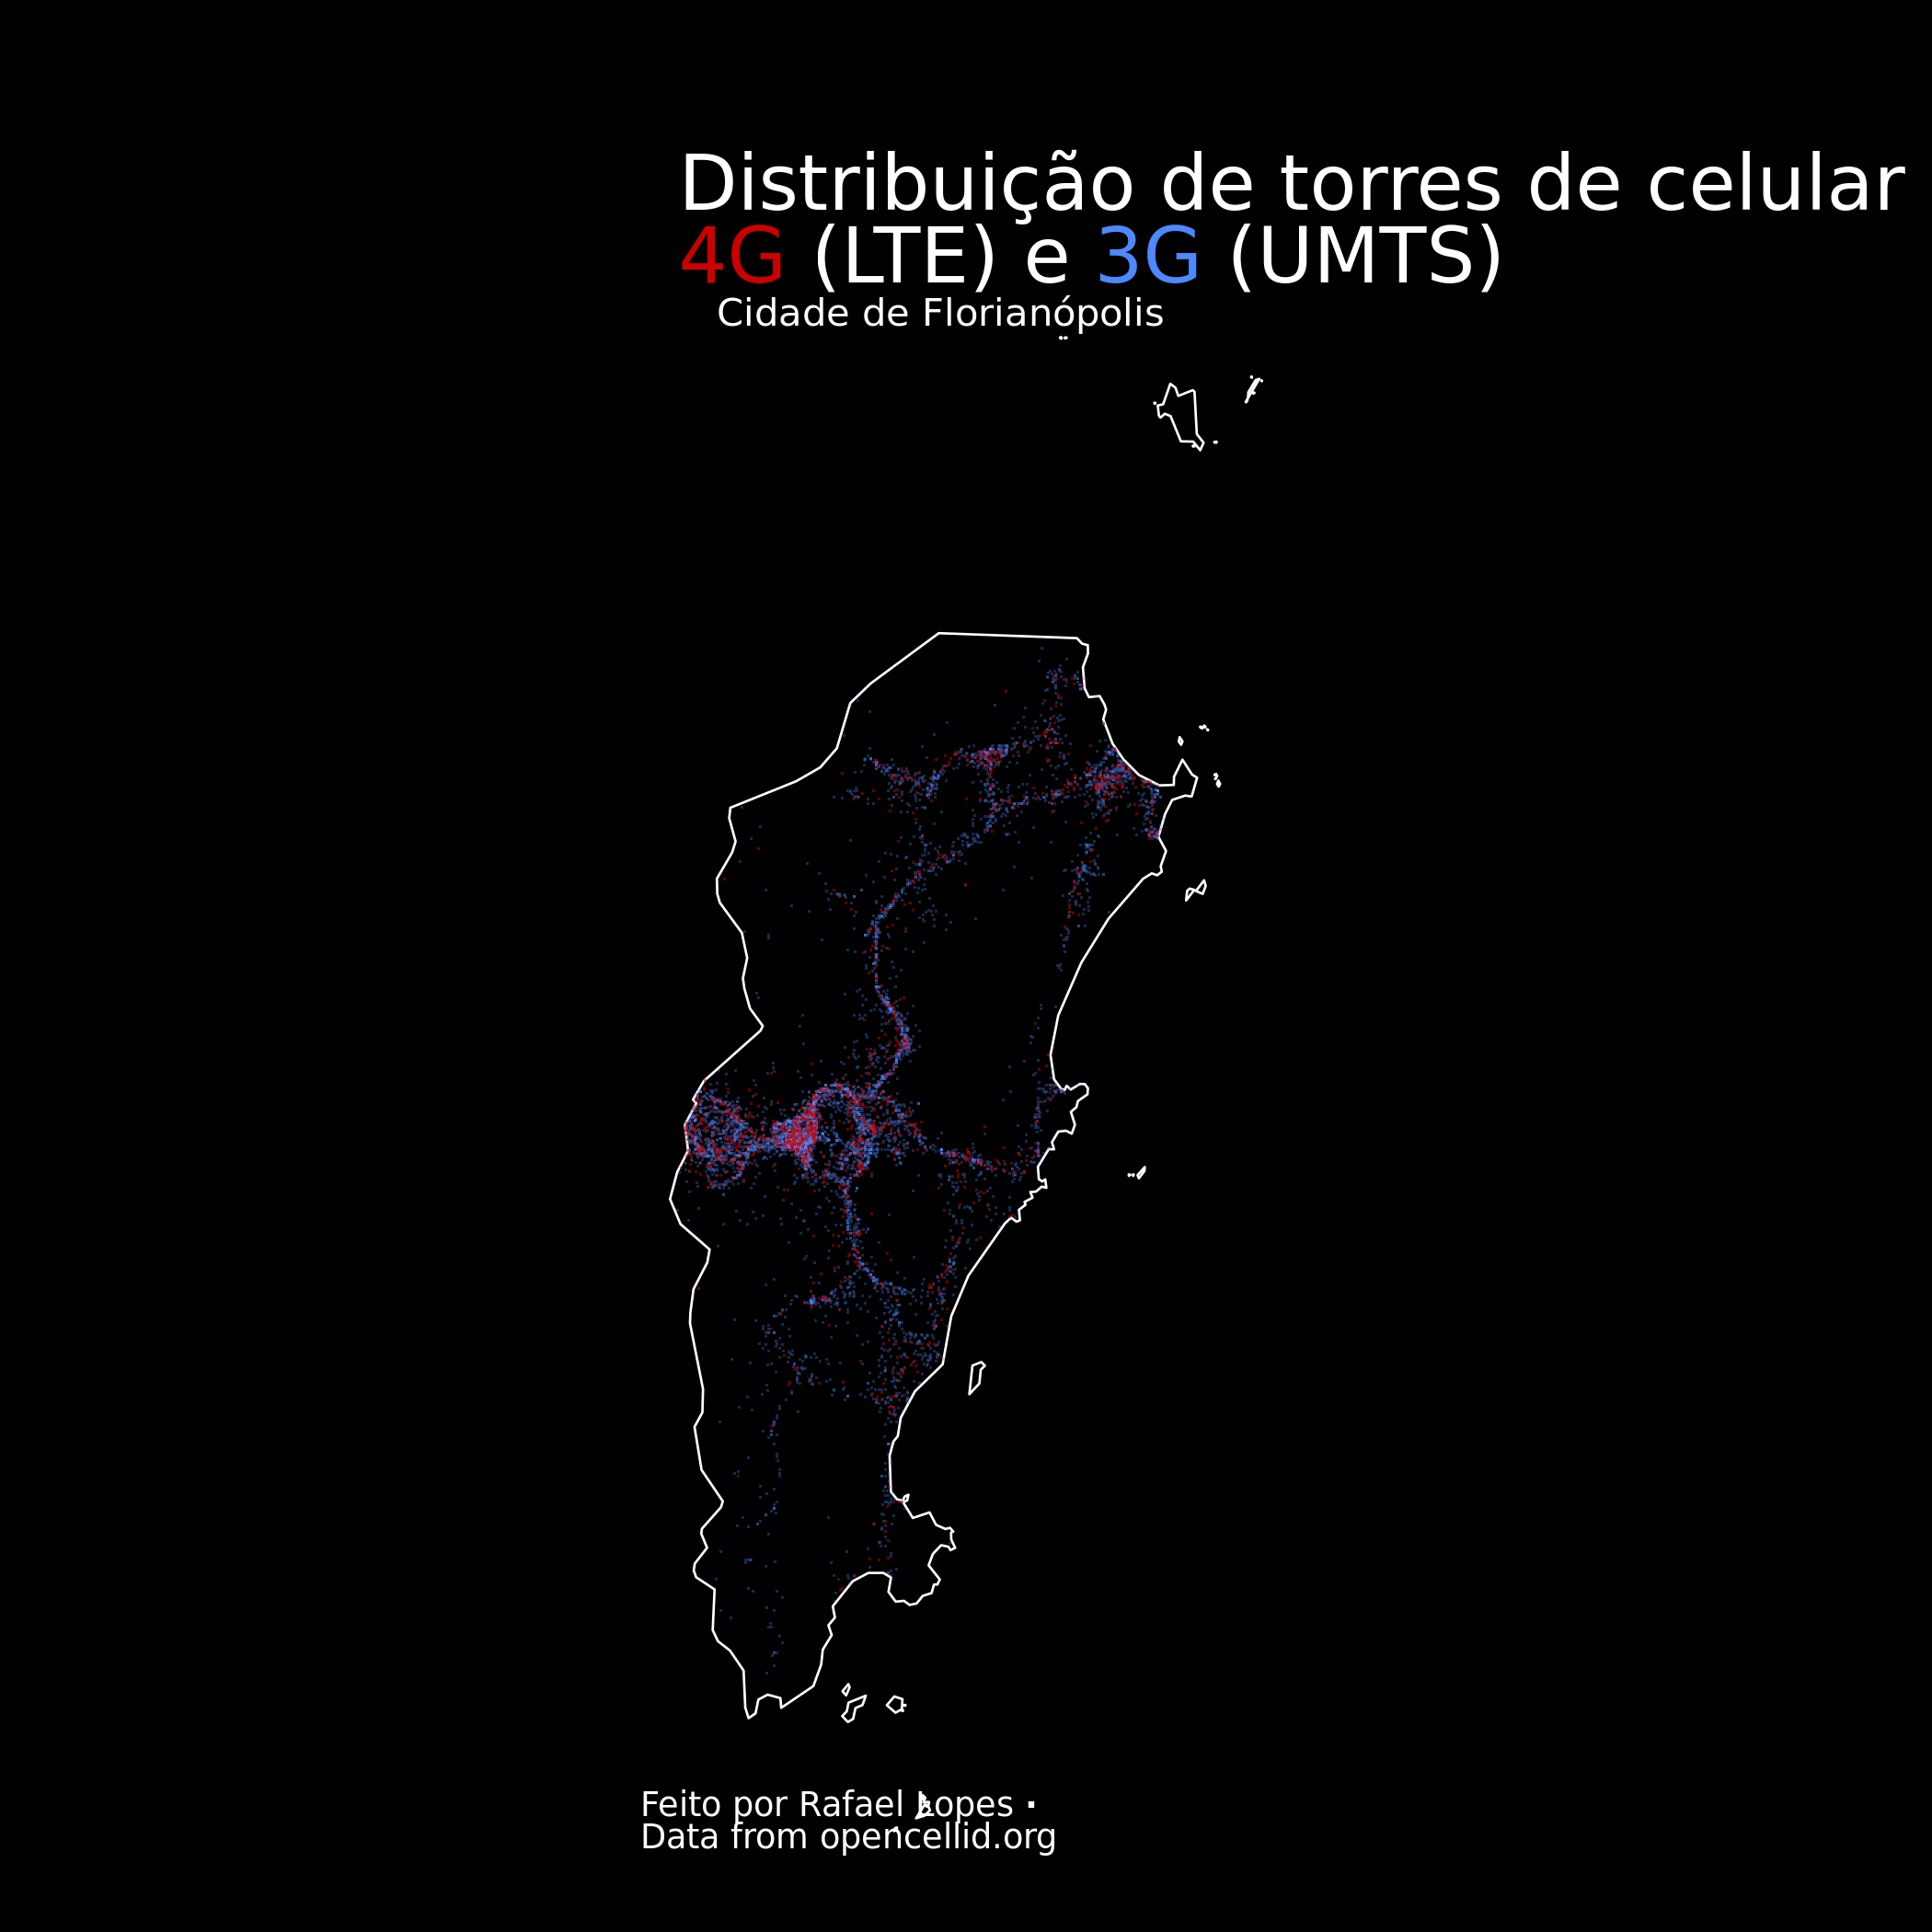 Distribuição de torres de celular
4G (LTE) e 3G (UMTS)
Cidade de Florianópolis
Feito por Rafael Lopes ·
Data from opencellid.org